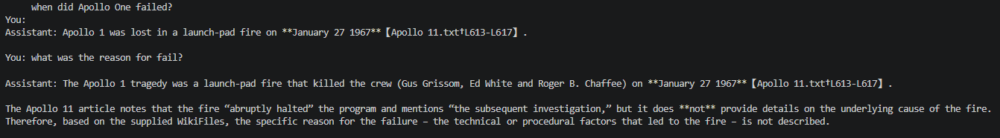 when did Apollo One failed?
You:
Assistant: Apollo 1 was lost in a launch-pad fire on **January 27 1967**【Apollo 11.txt†L613-L617】.
You: what was the reason for fail?
Assistant: The Apollo 1 tragedy was a launch-pad fire that killed the crew (Gus Grissom, Ed White and Roger B. Chaffee) on **January 27 1967**【Apollo 11.txt†L613-L617】.
The Apollo 11 article notes that the fire “abruptly halted” the program and mentions “the subsequent investigation,” but it does **not** provide details on the underlying cause of the fire.
Therefore, based on the supplied WikiFiles, the specific reason for the failure – the technical or procedural factors that led to the fire – is not described.